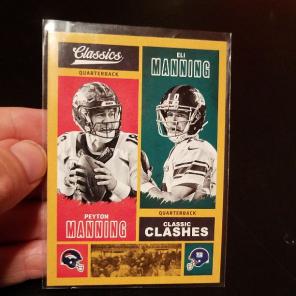 Classics
QUARTERBACK
ELI
MANNING
PEYTON
MANNING
QUARTERBACK
CLASSIC
CLASHES